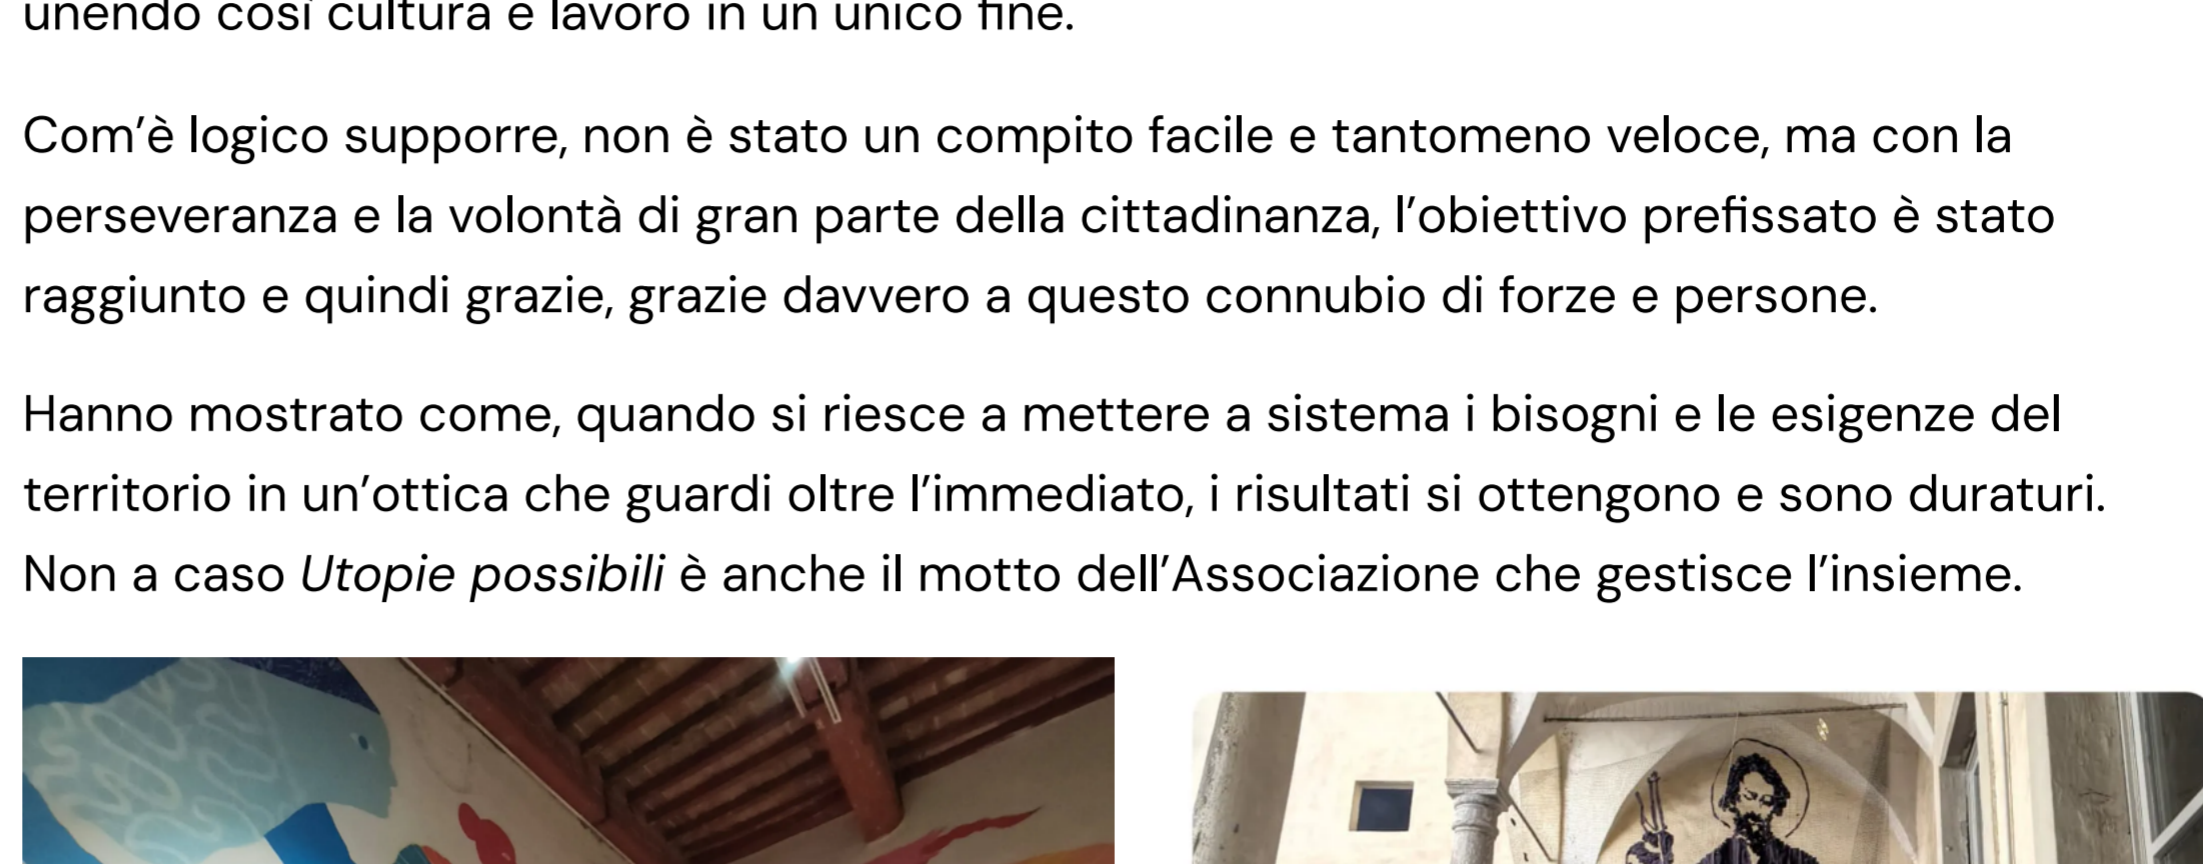 unendo così cultura e lavoro in un unico fine.
Com’è logico supporre, non è stato un compito facile e tantomeno veloce, ma con la
perseveranza e la volontà di gran parte della cittadinanza, l’obiettivo prefissato è stato
raggiunto e quindi grazie, grazie davvero a questo connubio di forze e persone.
Hanno mostrato come, quando si riesce a mettere a sistema i bisogni e le esigenze del
territorio in un’ottica che guardi oltre l’immediato, i risultati si ottengono e sono duraturi.
Non a caso Utopie possibili è anche il motto dell’Associazione che gestisce l’insieme.